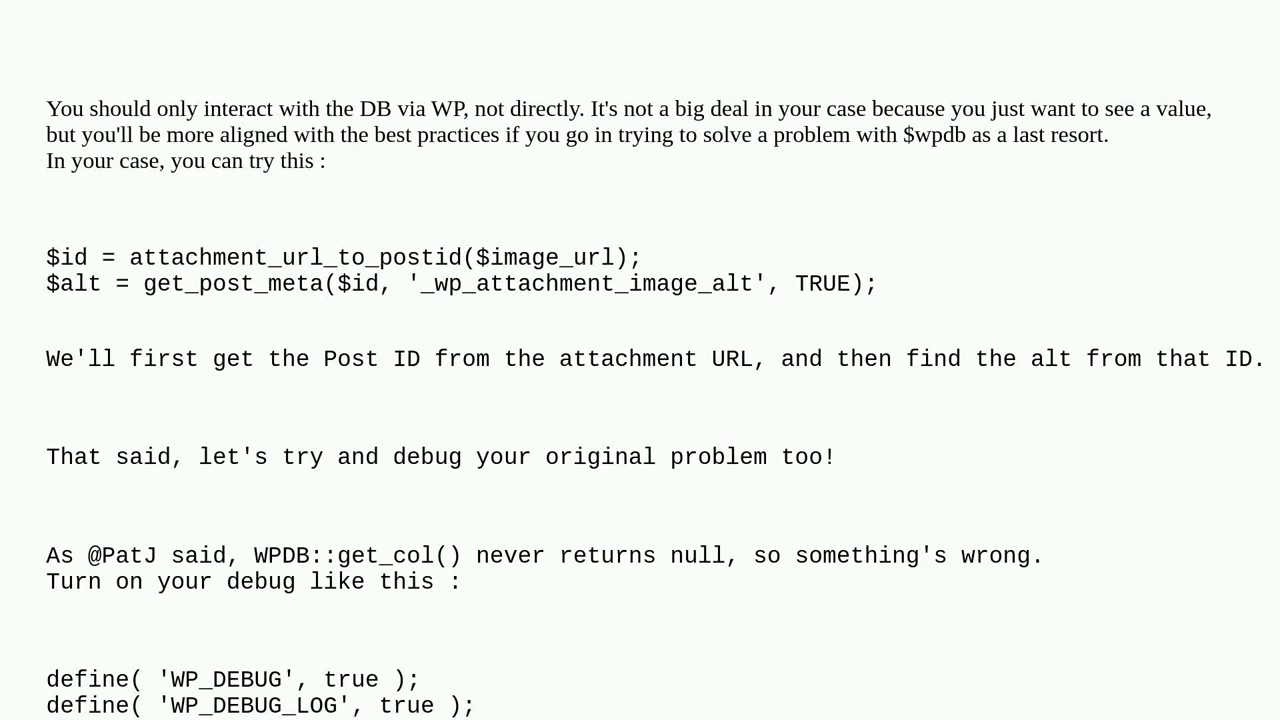 You should only interact with the DB via WP, not directly. It's not a big deal in your case because you just want to see a value,
but you'll be more aligned with the best practices if you go in trying to solve a problem with $wpdb as a last resort.
In your case, you can try this :
$id = attachment_url_to_postid($image_url);
$alt = get_post_meta($id, '_wp_attachment_image_alt', TRUE);
We'll first get the Post ID from the attachment URL, and then find the alt from that ID.
That said, let's try and debug your original problem too!
As @PatJ said, WPDB::get_col() never returns null, so something's wrong.
Turn on your debug like this :
define( 'WP_DEBUG', true );
define( 'WP_DEBUG_LOG', true );